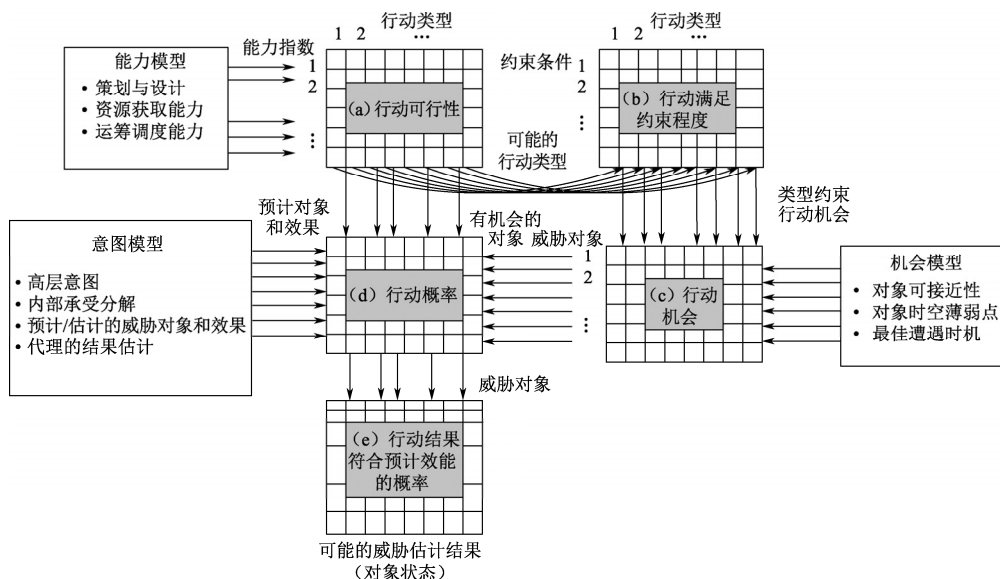 行动类型
1 2 …
能力指数
1
2
…
能力模型
• 策划与设计
• 资源获取能力
• 运筹调度能力
（a）行动可行性
行动类型
1 2 …
约束条件
1
2
…
（b）行动满足
约束程度
可能的
行动类型
类型约束
行动机会
预计对象
和效果
有机会的
对象
威胁对象
1
2
…
意图模型
• 高层意图
• 内部承受分解
• 预计/估计的威胁对象和效果
• 代理的结果估计
（d）行动概率
（c）行动
机会
机会模型
• 对象可接近性
• 对象时空薄弱点
• 最佳遭遇时机
威胁对象
（e）行动结果
符合预计效能
的概率
可能的威胁估计结果
（对象状态）